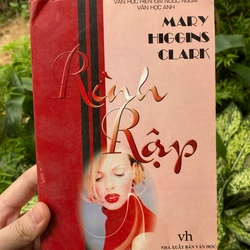 VĂN HỌC HIỆN ĐẠI NƯỚC NGOÀI
VĂN HỌC ANH
MARY
HIGGINS
CLARK
Rình
Rập
vh
NHÀ XUẤT BẢN VĂN HỌC